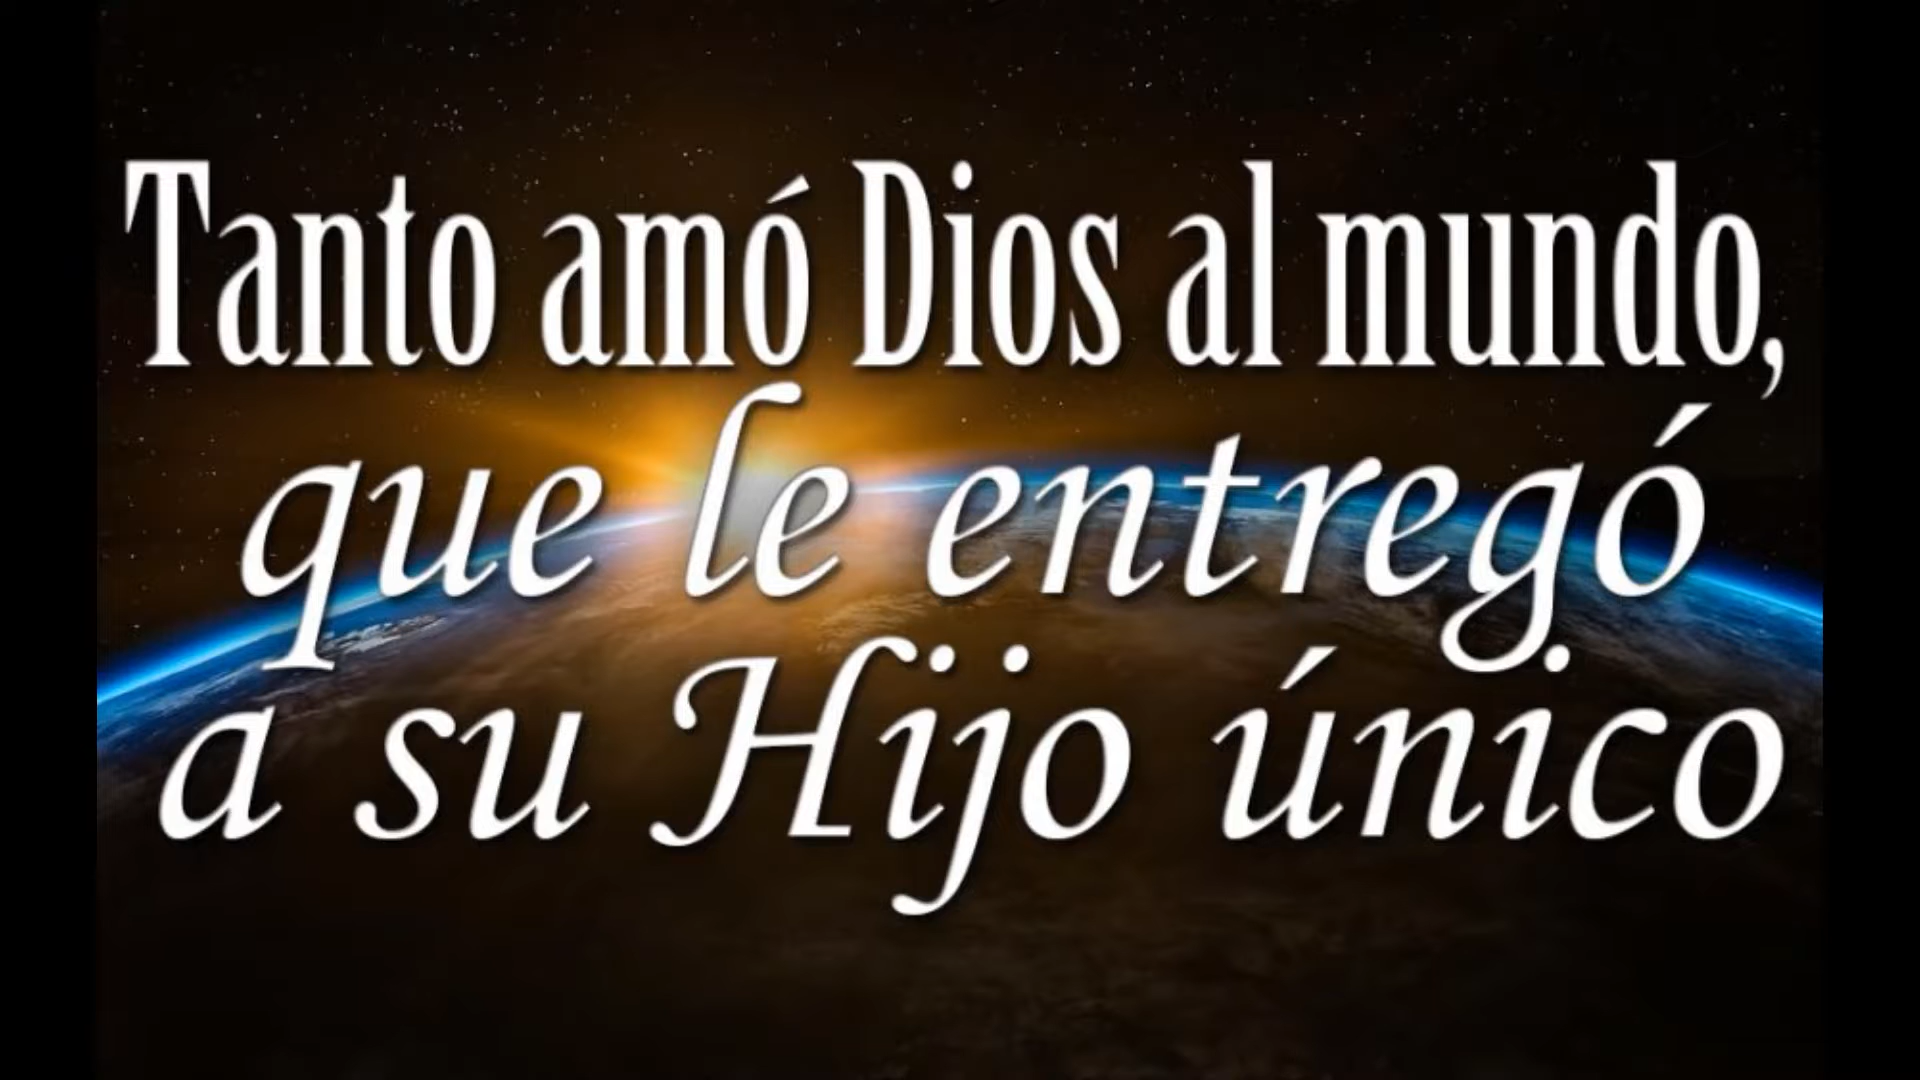 Tanto amó Dios al mundo,
que le entregó
a su Hijo único